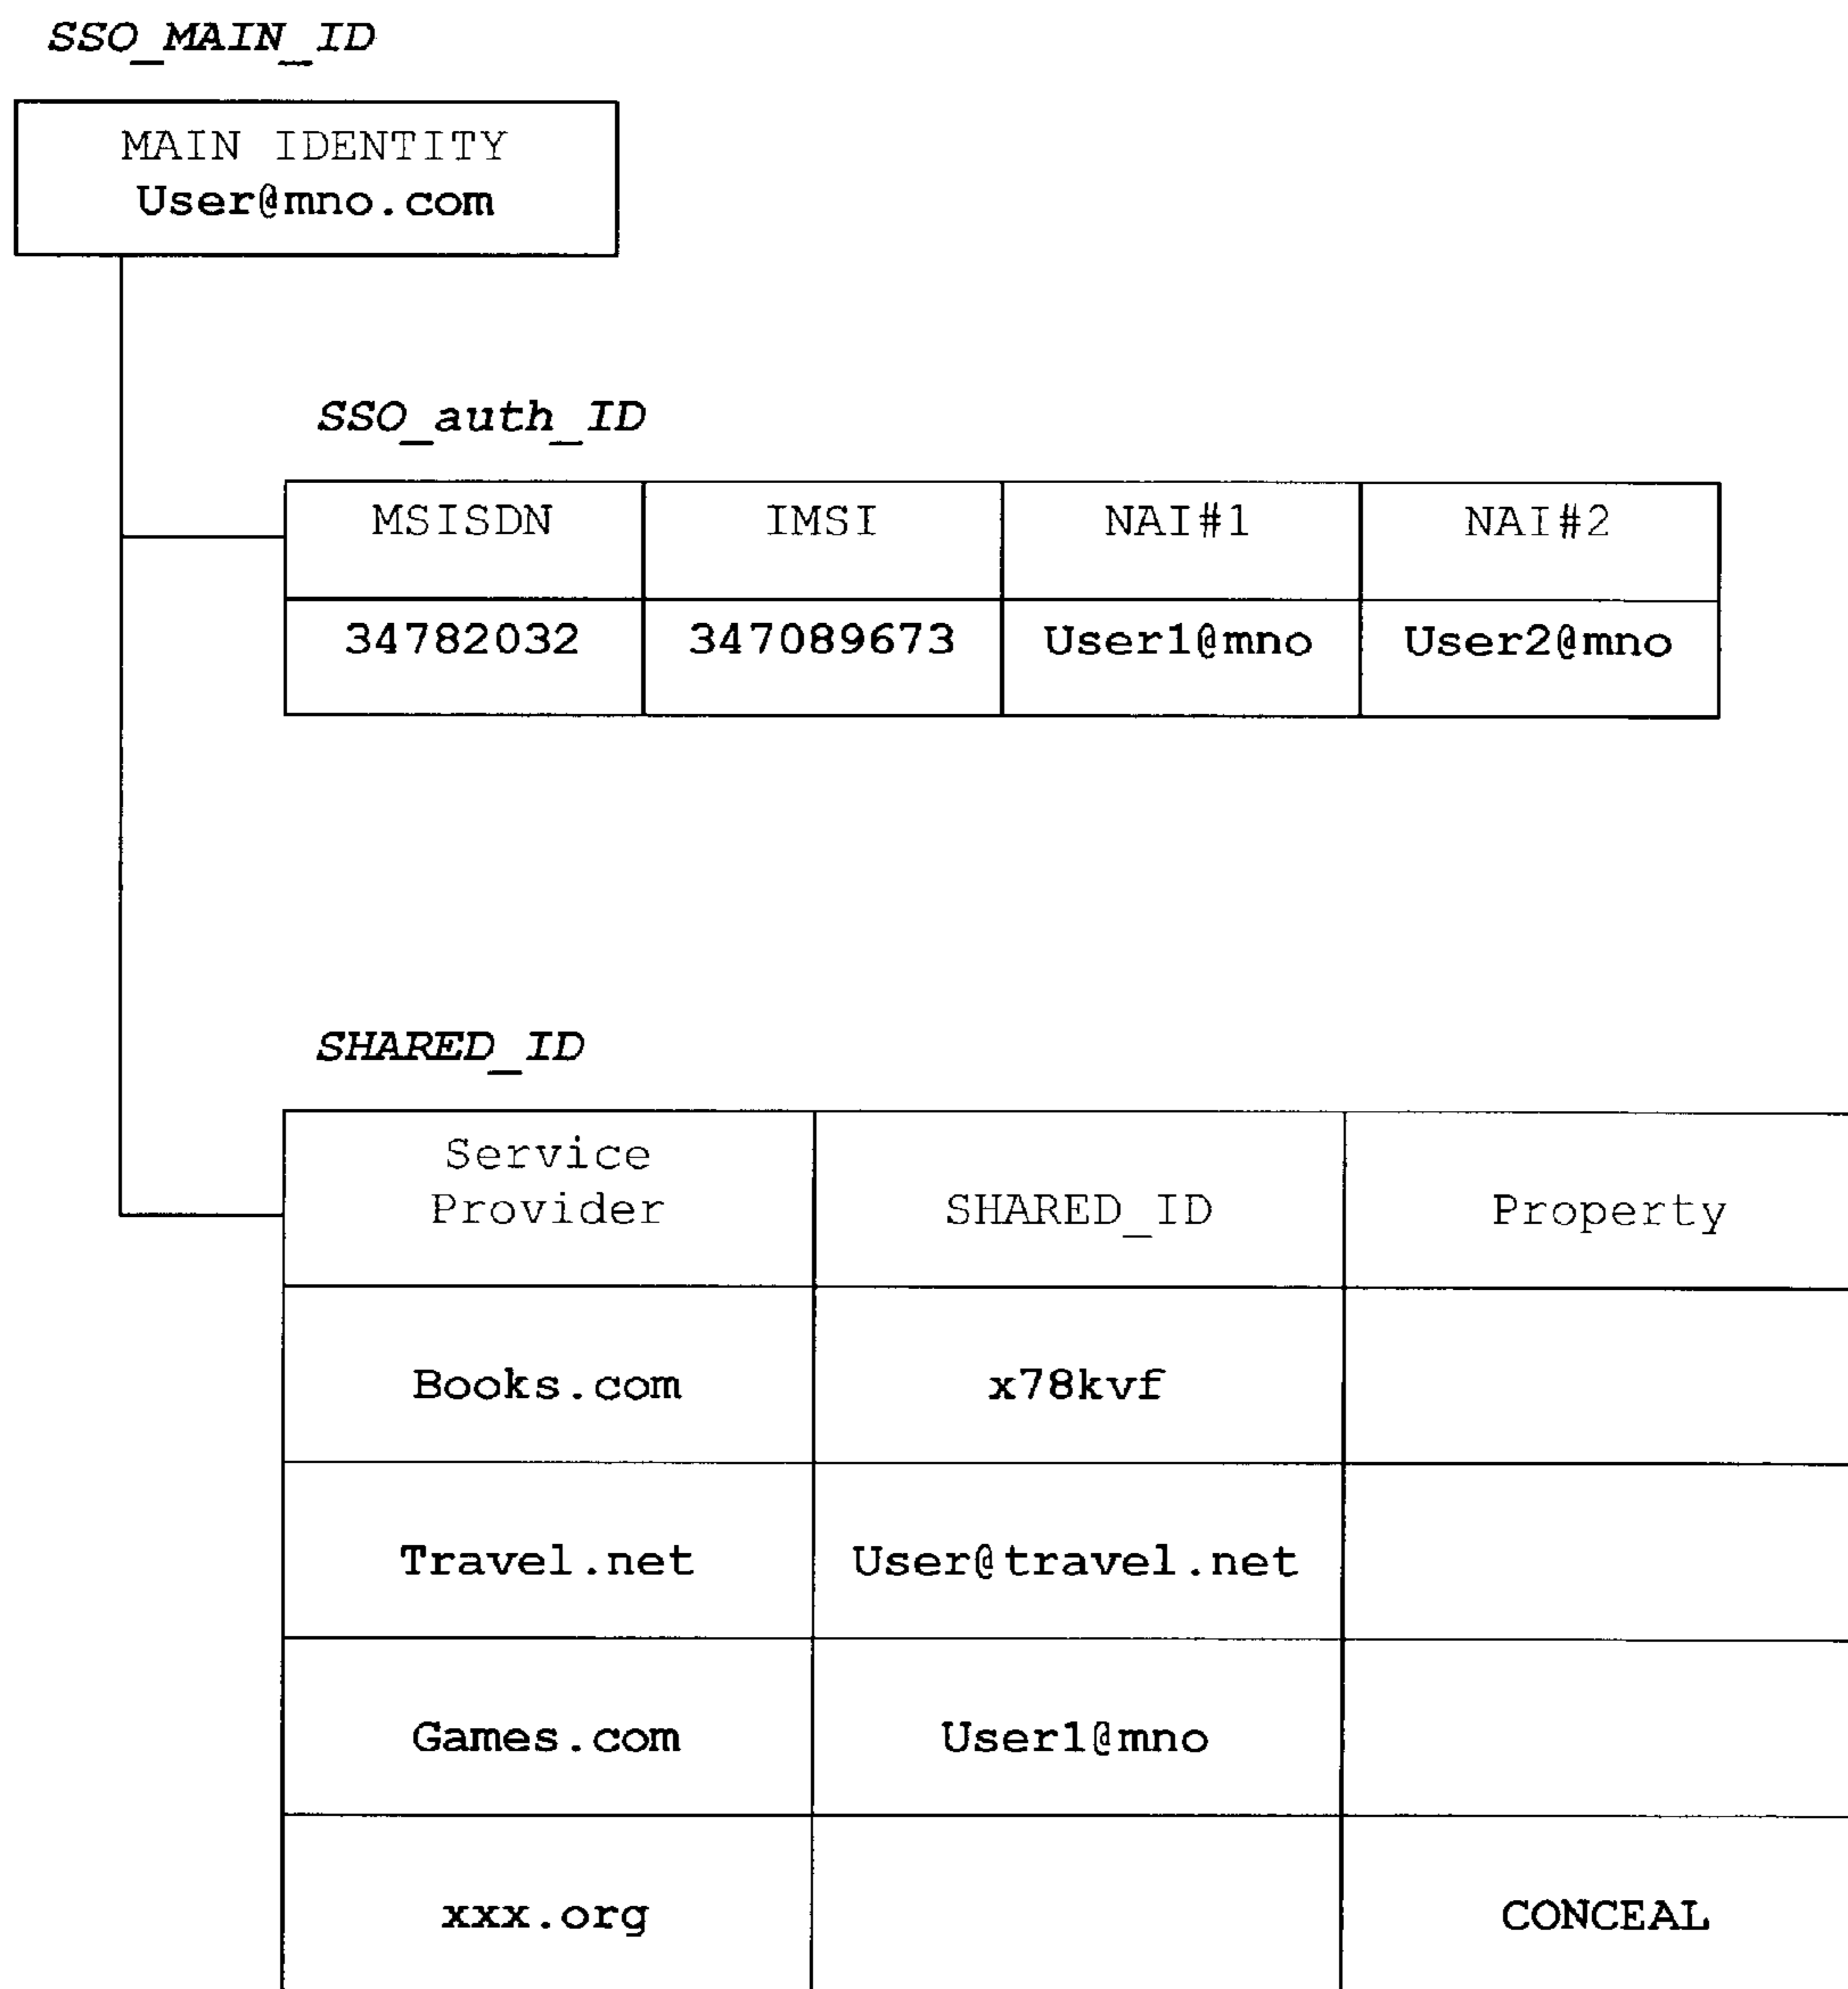 SSO_MAIN_ID
MAIN IDENTITY
User@mno.com
SSO_auth_ID
MSISDN IMSI NAI#1 NAI#2
34782032 347089673 User1@mno User2@mno
SHARED_ID
Service
Provider SHARED_ID Property
Books.com x78kvf
Travel.net User@travel.net
Games.com User1@mno
xxx.org CONCEAL